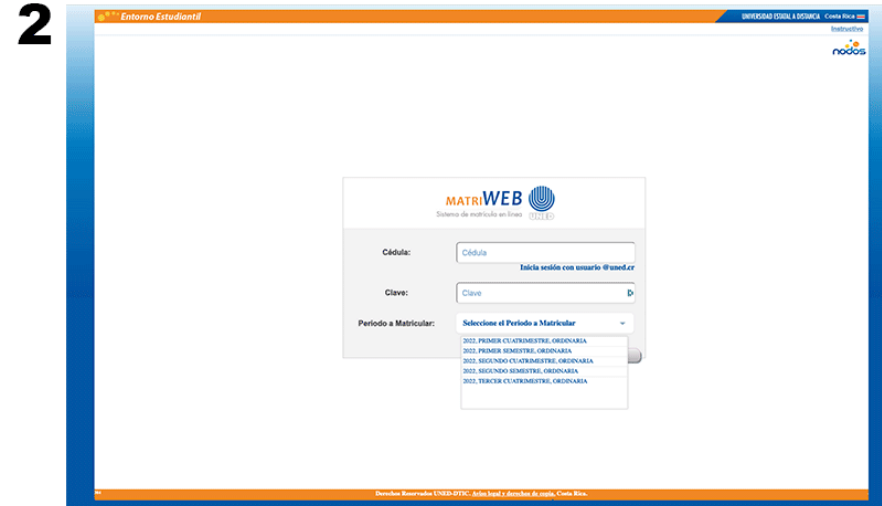 2
Entorno Estudiantil
UNIVERSIDAD ESTATAL A DISTANCIA Costa Rica
Instructivo
nodos
MATRIWEB
Sistema de matrícula en línea
UNED
Cédula:
Cédula
Inicia sesión con usuario @uned.cr
Clave:
Clave
Periodo a Matricular:
Seleccione el Periodo a Matricular
2022, PRIMER CUATRIMESTRE, ORDINARIA
2022, PRIMER SEMESTRE, ORDINARIA
2022, SEGUNDO CUATRIMESTRE, ORDINARIA
2022, SEGUNDO SEMESTRE, ORDINARIA
2022, TERCER CUATRIMESTRE, ORDINARIA
Derechos Reservados UNED-DTIC. Aviso legal y derechos de copia, Costa Rica.